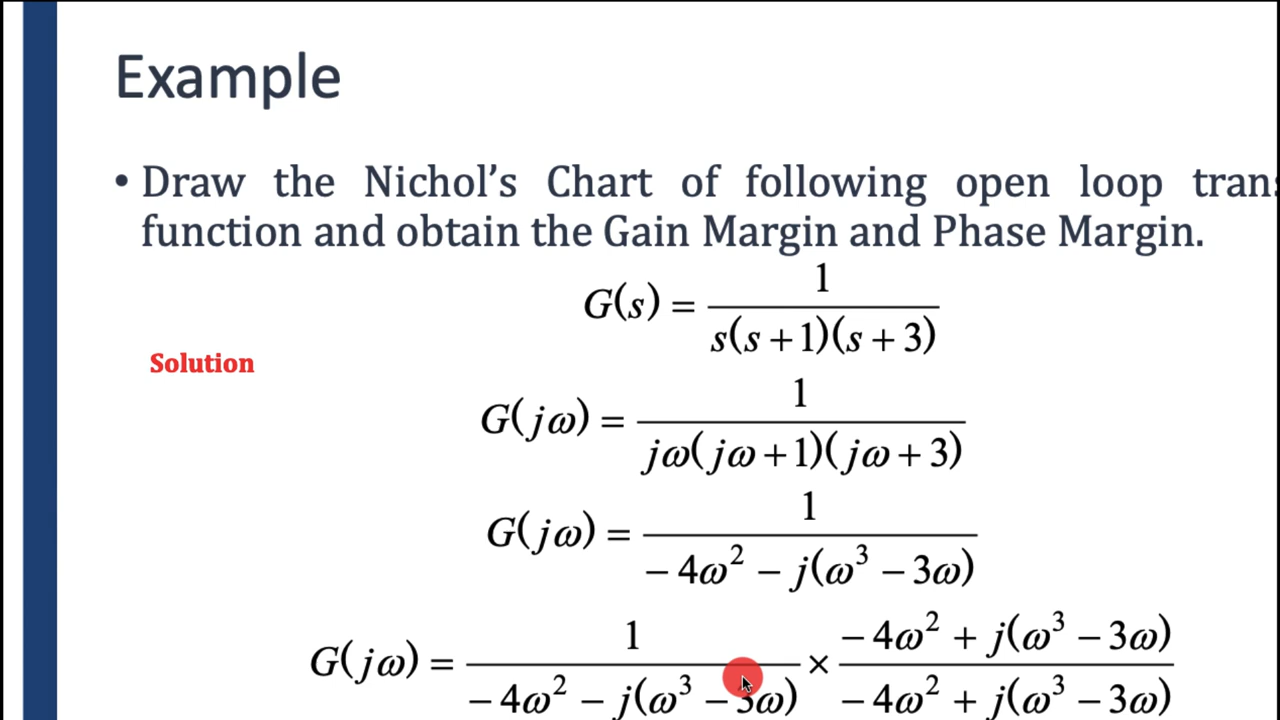 Example
• Draw the Nichol's Chart of following open loop trans
function and obtain the Gain Margin and Phase Margin.
G(s) = 1 / s(s + 1)(s + 3)
Solution
G(jω) = 1 / jω(jω + 1)(jω + 3)
G(jω) = 1 / −4ω² − j(ω³ − 3ω)
G(jω) = 1 / −4ω² − j(ω³ − 3ω) × −4ω² + j(ω³ − 3ω) / −4ω² + j(ω³ − 3ω)